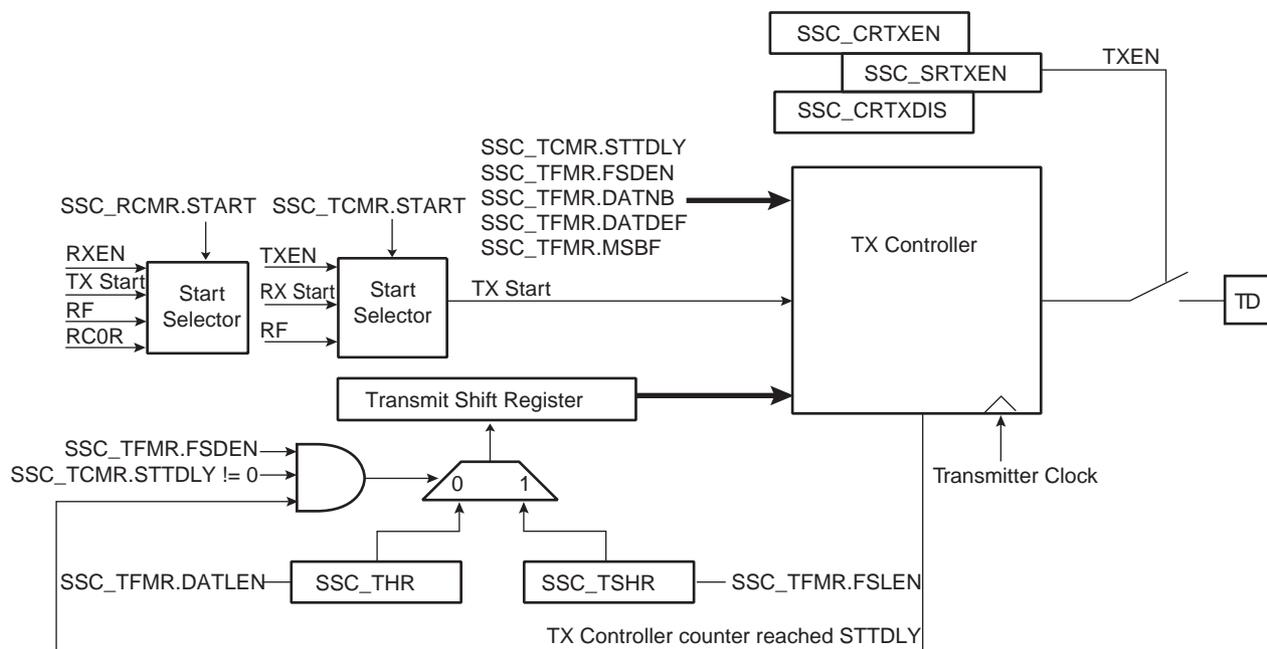 SSC_CRTXEN
SSC_SRTXEN
TXEN
SSC_CRTXDIS
SSC_TCMR.STTDLY
SSC_TFMR.FSDEN
SSC_TFMR.DATNB
SSC_TFMR.DATDEF
SSC_TFMR.MSBF
SSC_RCMR.START
SSC_TCMR.START
TX Controller
RXEN
TX Start
RF
RC0R
Start
Selector
TXEN
RX Start
RF
Start
Selector
TX Start
TD
Transmit Shift Register
SSC_TFMR.FSDEN
SSC_TCMR.STTDLY != 0
0
1
Transmitter Clock
SSC_TFMR.DATLEN
SSC_THR
SSC_TSHR
SSC_TFMR.FSLEN
TX Controller counter reached STTDLY